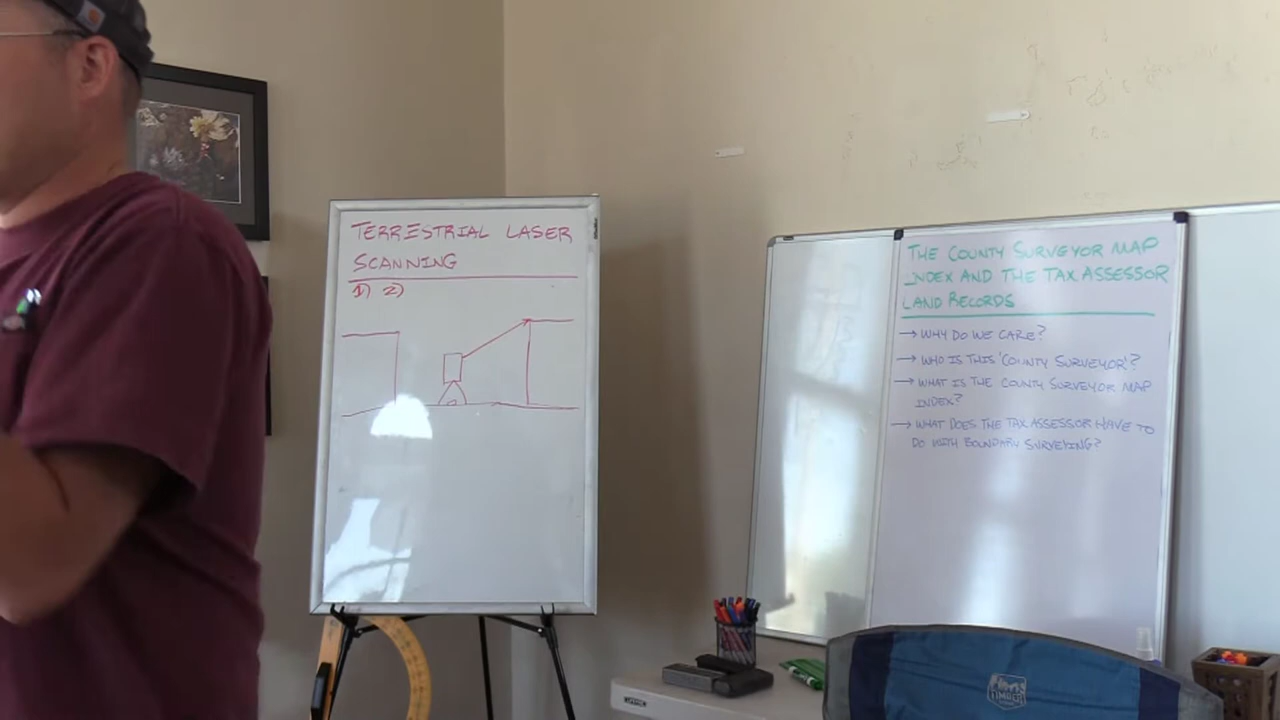 TERRESTRIAL LASER
SCANNING
1) 2)
THE COUNTY SURVEYOR MAP
INDEX AND THE TAX ASSESSOR
LAND RECORDS
→ WHY DO WE CARE?
→ WHO IS THIS 'COUNTY SURVEYOR'?
→ WHAT IS THE COUNTY SURVEYOR MAP
INDEX?
→ WHAT DOES THE TAX ASSESSOR HAVE TO
DO WITH BOUNDARY SURVEYING?
LIFETIME
TIMBER